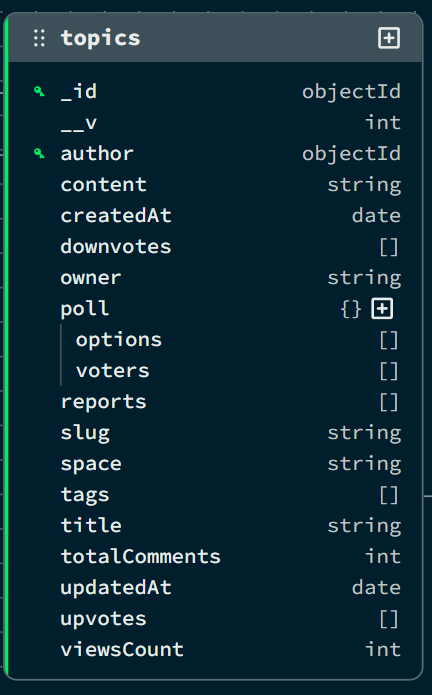 topics
_id objectId
__v int
author objectId
content string
createdAt date
downvotes []
owner string
poll {}
options []
voters []
reports []
slug string
space string
tags []
title string
totalComments int
updatedAt date
upvotes []
viewsCount int